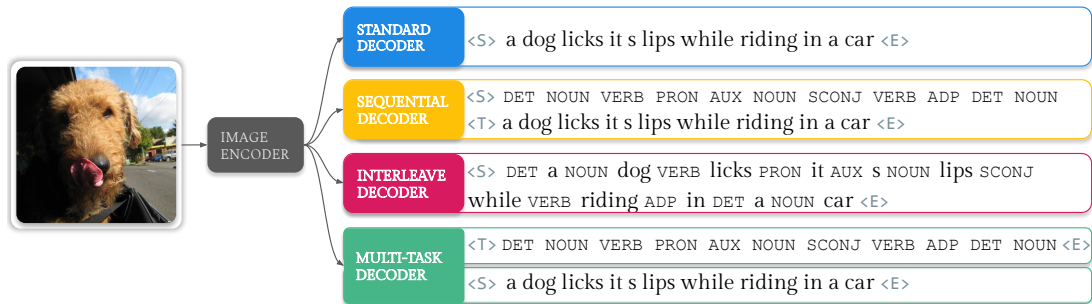 IMAGE
ENCODER
STANDARD
DECODER
<S> a dog licks it s lips while riding in a car <E>
SEQUENTIAL
DECODER
<S> DET NOUN VERB PRON AUX NOUN SCONJ VERB ADP DET NOUN
<T> a dog licks it s lips while riding in a car <E>
INTERLEAVE
DECODER
<S> DET a NOUN dog VERB licks PRON it AUX s NOUN lips SCONJ
while VERB riding ADP in DET a NOUN car <E>
MULTI-TASK
DECODER
<T> DET NOUN VERB PRON AUX NOUN SCONJ VERB ADP DET NOUN <E>
<S> a dog licks it s lips while riding in a car <E>